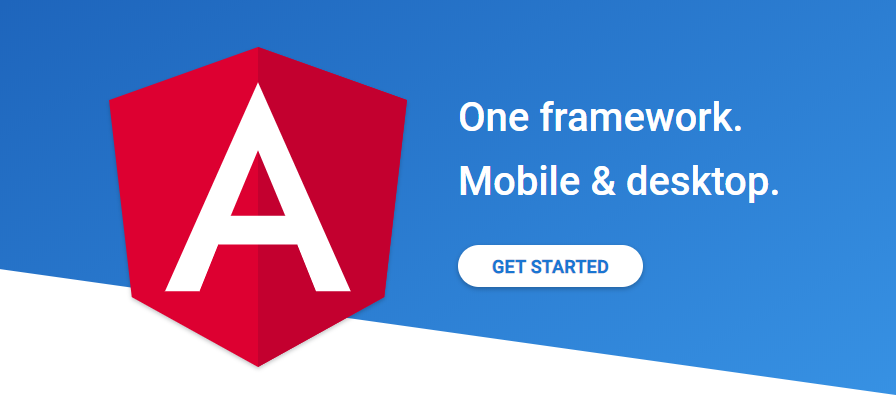 A
One framework.
Mobile & desktop.
GET STARTED